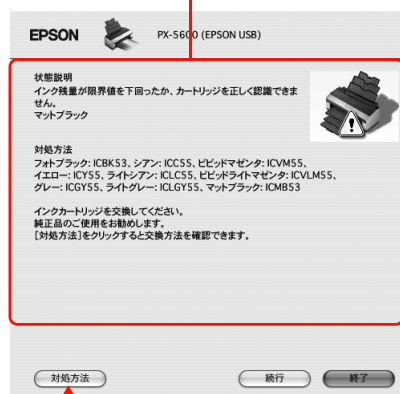 EPSON
PX-5600 (EPSON USB)
状態説明
インク残量が限界値を下回ったか、カートリッジを正しく認識できま
せん。
マットブラック
対処方法
フォトブラック: ICBK53、シアン: ICC55、ビビッドマゼンタ: ICVM55、
イエロー: ICY55、ライトシアン: ICLC55、ビビッドライトマゼンタ: ICVLM55、
グレー: ICGY55、ライトグレー: ICLGY55、マットブラック: ICMB53
インクカートリッジを交換してください。
純正品のご使用をお勧めします。
[対処方法]をクリックすると交換方法を確認できます。
対処方法
続行
終了